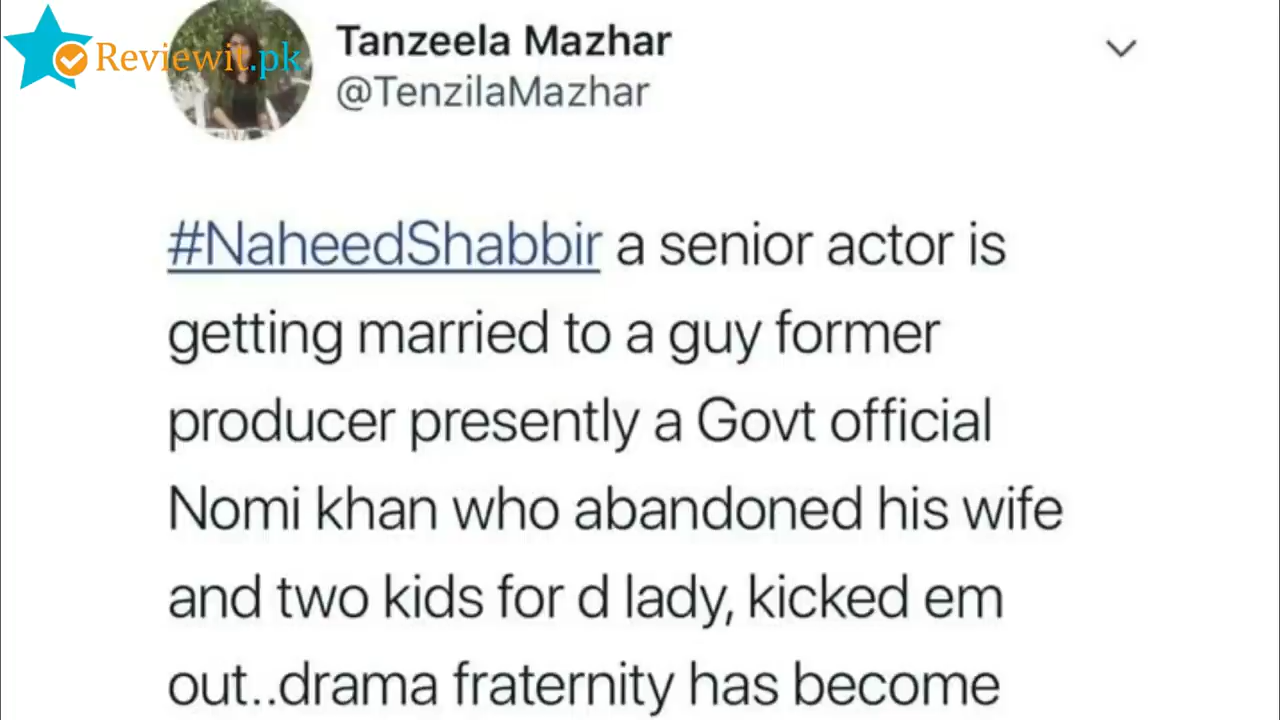 Reviewit.pk
Tanzeela Mazhar
@TenzilaMazhar
#NaheedShabbir a senior actor is
getting married to a guy former
producer presently a Govt official
Nomi khan who abandoned his wife
and two kids for d lady, kicked em
out..drama fraternity has become